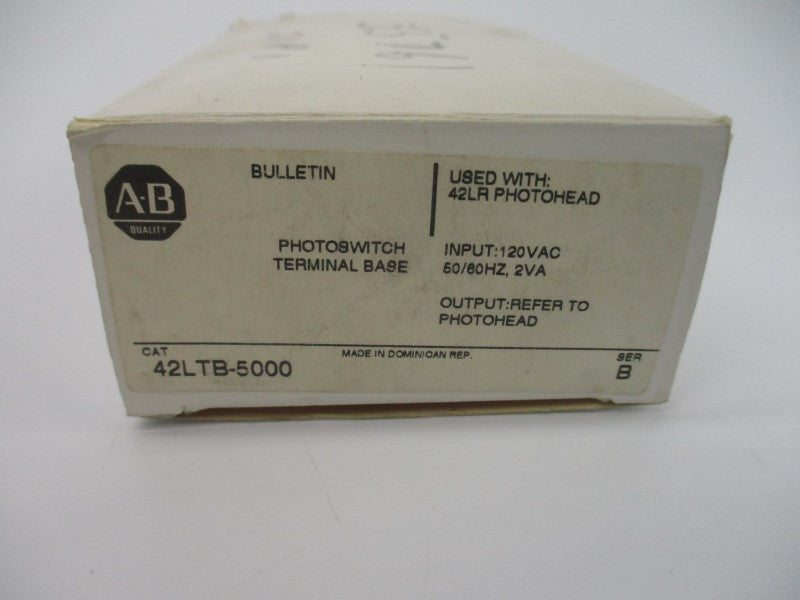 A-B
QUALITY
BULLETIN
USED WITH:
42LR PHOTOHEAD
PHOTOSWITCH
TERMINAL BASE
INPUT:120VAC
50/60HZ, 2VA
OUTPUT:REFER TO
PHOTOHEAD
CAT
42LTB-5000
MADE IN DOMINICAN REP.
SER
B